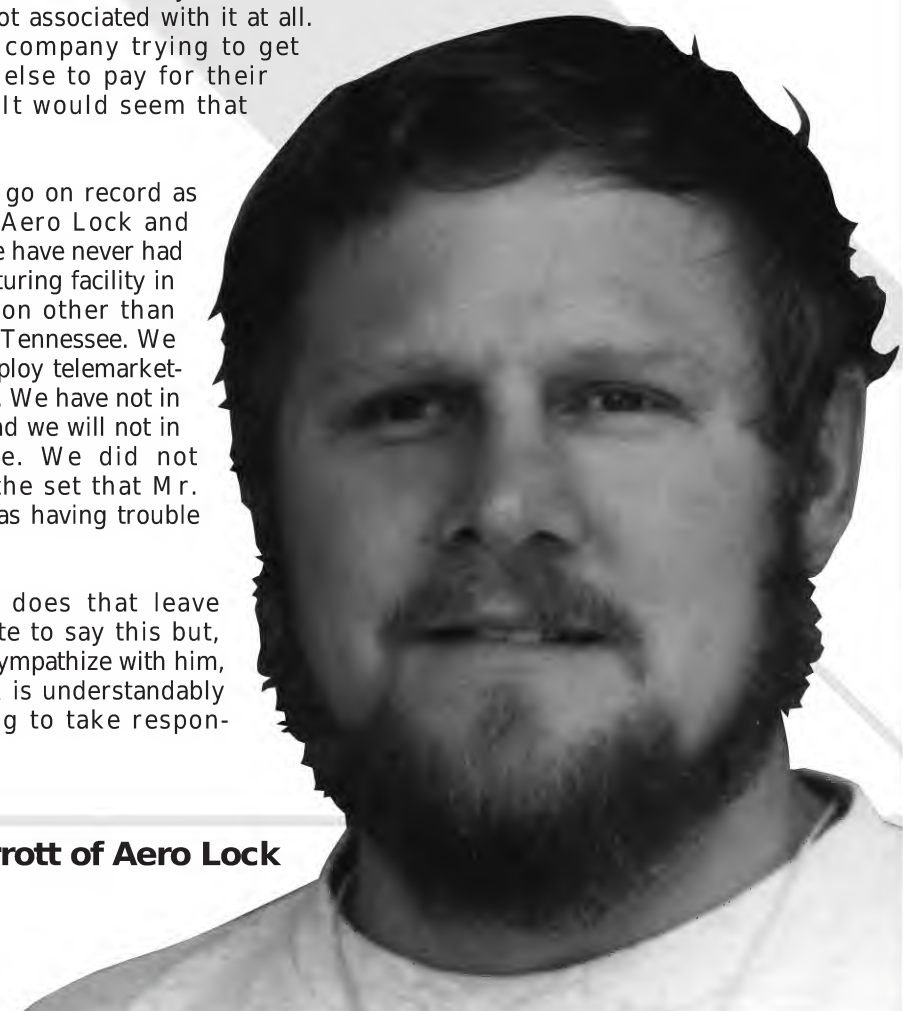 ot associated with it at all.
company trying to get
else to pay for their
It would seem that
go on record as
Aero Lock and
e have never had
turing facility in
on other than
Tennessee. We
ploy telemarket-
. We have not in
nd we will not in
e. We did not
the set that Mr.
as having trouble
does that leave
te to say this but,
ympathize with him,
is understandably
g to take respon-
rrott of Aero Lock